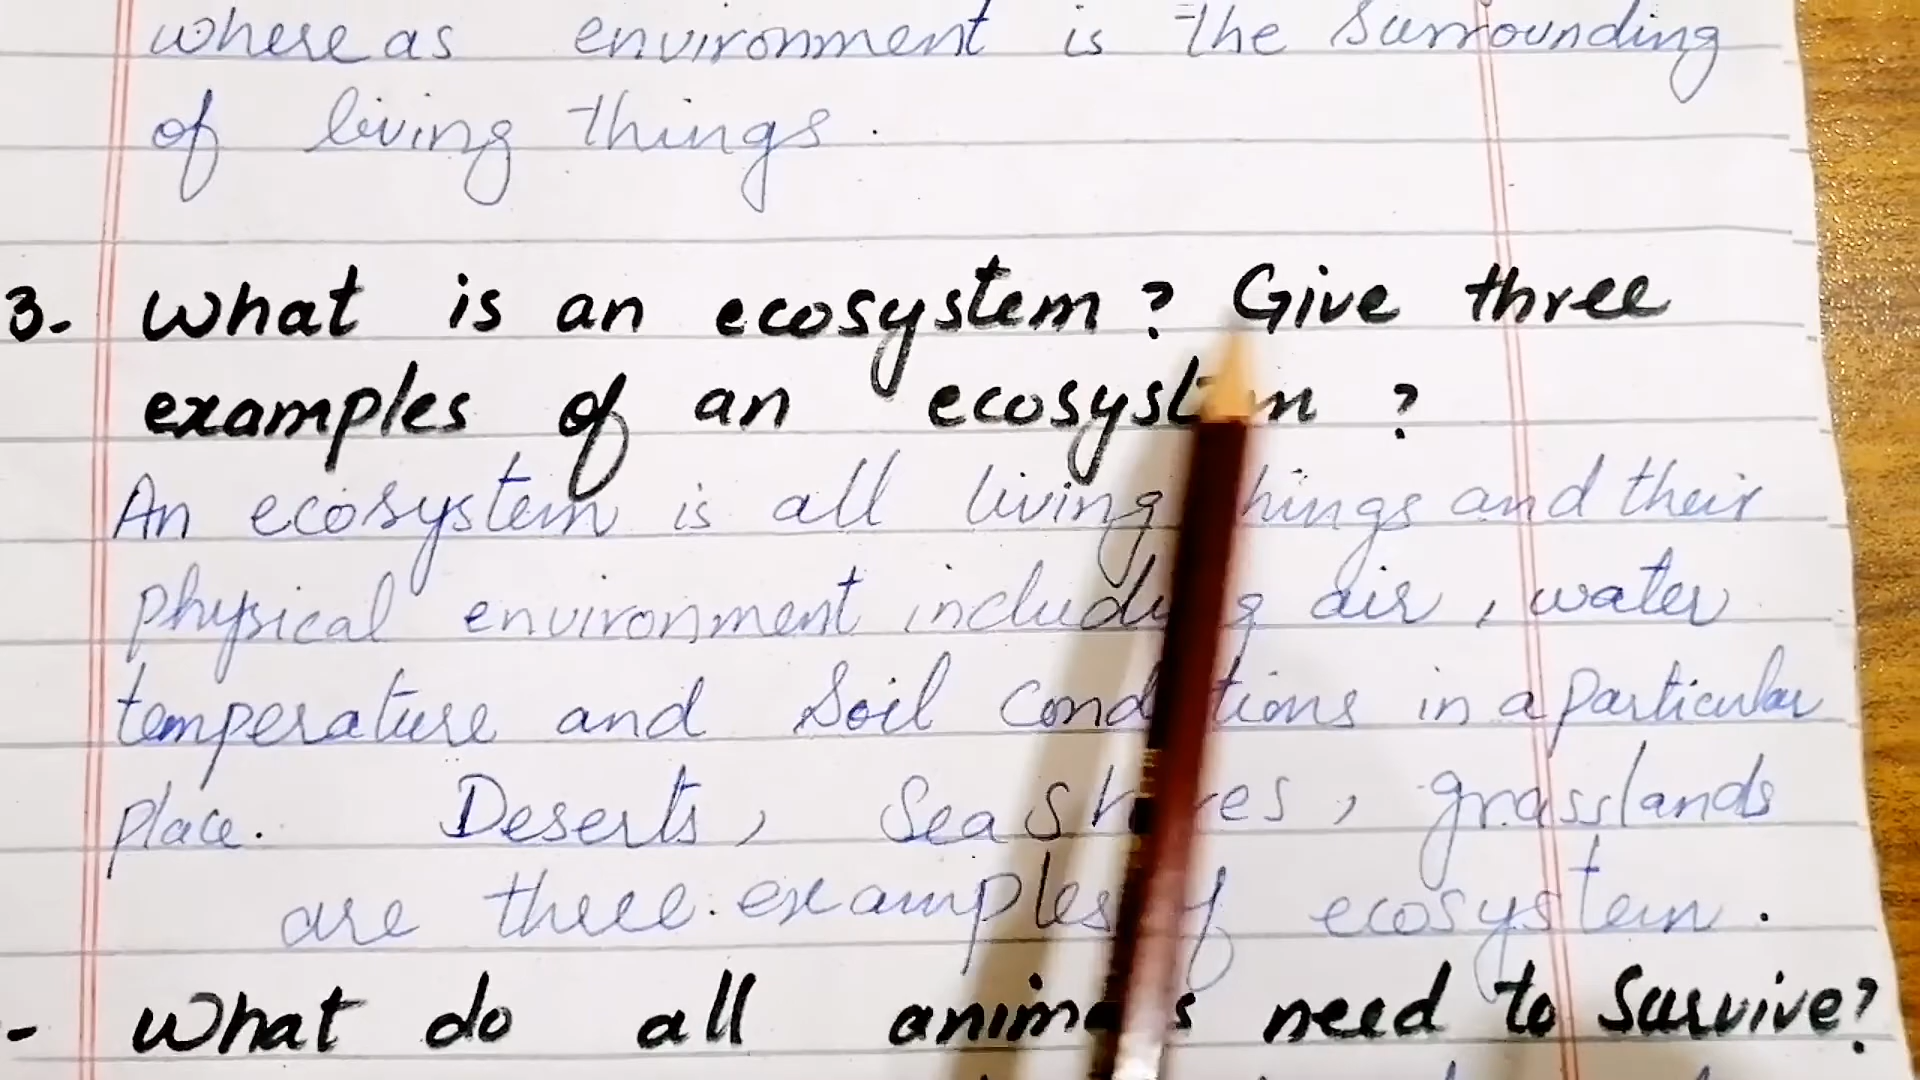 whereas environment is the surrounding
of living things.
3. What is an ecosystem? Give three
examples of an ecosystem ?
An ecosystem is all living things and their
physical environment including air, water
temperature and soil conditions in a particular
place. Deserts, Sea Shores, grasslands
are three examples of ecosystem.
- What do all animals need to Survive?